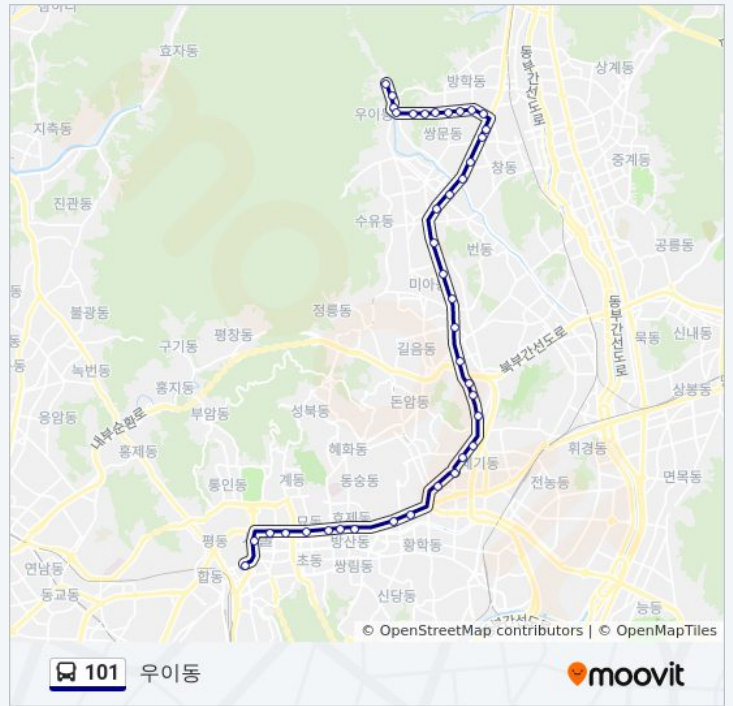 효자동
방학동
동부간선도로
상계동
지축동
우이동
쌍문동
창동
중계동
진관동
수유동
번동
공릉동
불광동
정릉동
동부간선도로
구기동
평창동
길음동
북부간선도로
묵동
신내동
녹번동
홍지동
내부순환로
부암동
성북동
돈암동
상봉동
응암동
홍제동
혜화동
제기동
휘경동
통인동
계동
동숭동
전농동
면목동
묘동
효제동
평동
방산동
황학동
연남동
합동
초동
쌍림동
동교동
신당동
능동
© OpenStreetMap contributors | © OpenMapTiles
101 우이동
moovit